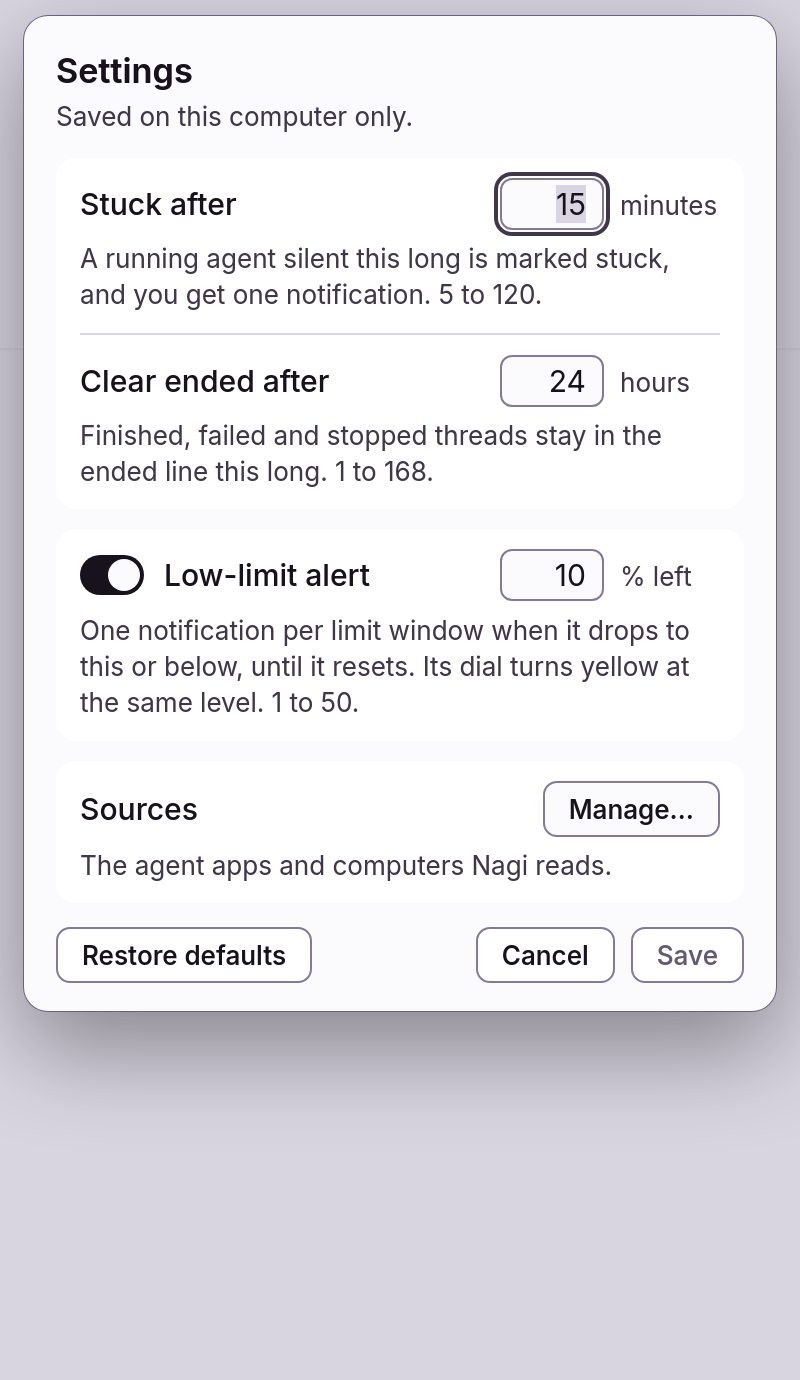 Settings
Saved on this computer only.
Stuck after 15 minutes
A running agent silent this long is marked stuck,
and you get one notification. 5 to 120.
Clear ended after 24 hours
Finished, failed and stopped threads stay in the
ended line this long. 1 to 168.
Low-limit alert 10 % left
One notification per limit window when it drops to
this or below, until it resets. Its dial turns yellow at
the same level. 1 to 50.
Sources Manage...
The agent apps and computers Nagi reads.
Restore defaults Cancel Save